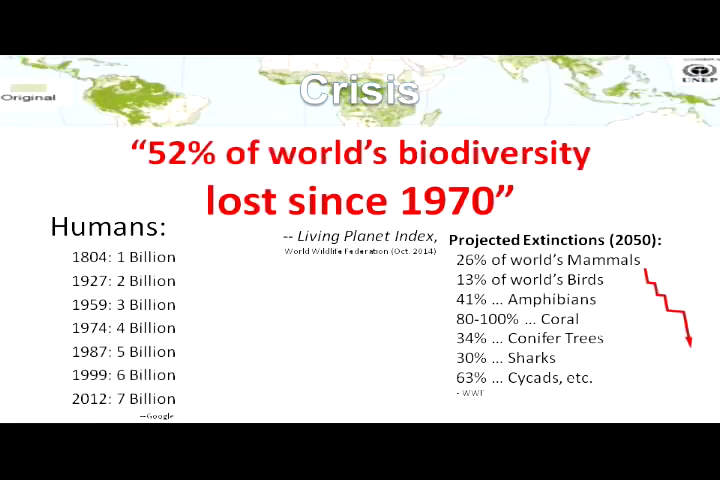 Crisis
Original
UNEP
“52% of world’s biodiversity
lost since 1970”
-- Living Planet Index,
World Wildlife Federation (Oct. 2014)
Humans:
1804: 1 Billion
1927: 2 Billion
1959: 3 Billion
1974: 4 Billion
1987: 5 Billion
1999: 6 Billion
2012: 7 Billion
--Google
Projected Extinctions (2050):
26% of world’s Mammals
13% of world’s Birds
41% ... Amphibians
80-100% ... Coral
34% ... Conifer Trees
30% ... Sharks
63% ... Cycads, etc.
- WWF